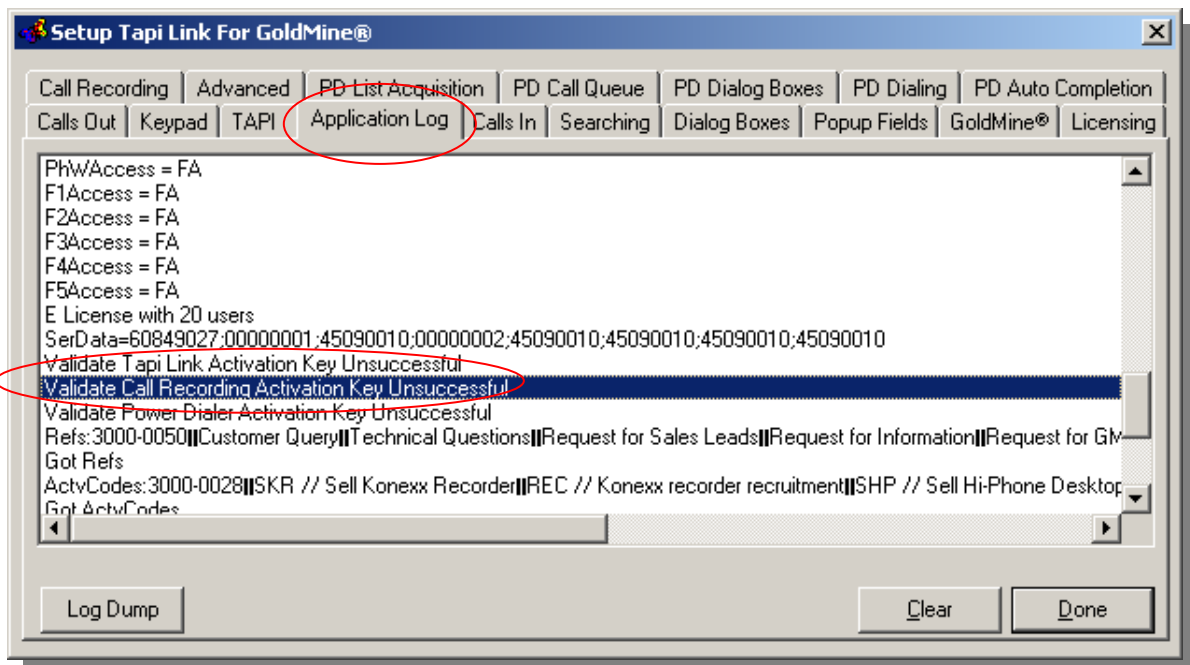 Setup Tapi Link For GoldMine®
Call Recording Advanced PD List Acquisition PD Call Queue PD Dialog Boxes PD Dialing PD Auto Completion
Calls Out Keypad TAPI Application Log Calls In Searching Dialog Boxes Popup Fields GoldMine® Licensing
PhWAccess = FA
F1Access = FA
F2Access = FA
F3Access = FA
F4Access = FA
F5Access = FA
E License with 20 users
SerData=60849027;00000001;45090010;00000002;45090010;45090010;45090010;45090010
Validate Tapi Link Activation Key Unsuccessful
Validate Call Recording Activation Key Unsuccessful
Validate Power Dialer Activation Key Unsuccessful
Refs:3000-0050||Customer Query||Technical Questions||Request for Sales Leads||Request for Information||Request for GM
Got Refs
ActvCodes:3000-0028||SKR // Sell Konexx Recorder||REC // Konexx recorder recruitment||SHP // Sell Hi-Phone Desktop
Got ActvCodes
Log Dump Clear Done